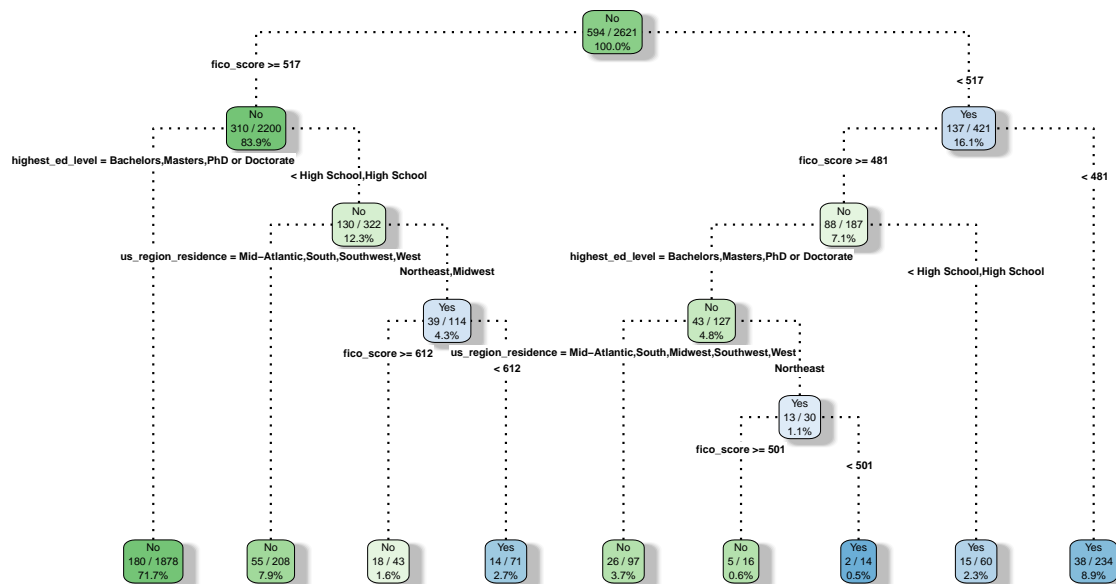 No
594 / 2621
100.0%
fico_score >= 517
< 517
No
310 / 2200
83.9%
Yes
137 / 421
16.1%
highest_ed_level = Bachelors,Masters,PhD or Doctorate
< High School,High School
fico_score >= 481
< 481
No
130 / 322
12.3%
No
88 / 187
7.1%
us_region_residence = Mid−Atlantic,South,Southwest,West
Northeast,Midwest
highest_ed_level = Bachelors,Masters,PhD or Doctorate
< High School,High School
Yes
39 / 114
4.3%
No
43 / 127
4.8%
fico_score >= 612
< 612
us_region_residence = Mid−Atlantic,South,Midwest,Southwest,West
Northeast
Yes
13 / 30
1.1%
fico_score >= 501
< 501
No
180 / 1878
71.7%
No
55 / 208
7.9%
No
18 / 43
1.6%
Yes
14 / 71
2.7%
No
26 / 97
3.7%
No
5 / 16
0.6%
Yes
2 / 14
0.5%
Yes
15 / 60
2.3%
Yes
38 / 234
8.9%